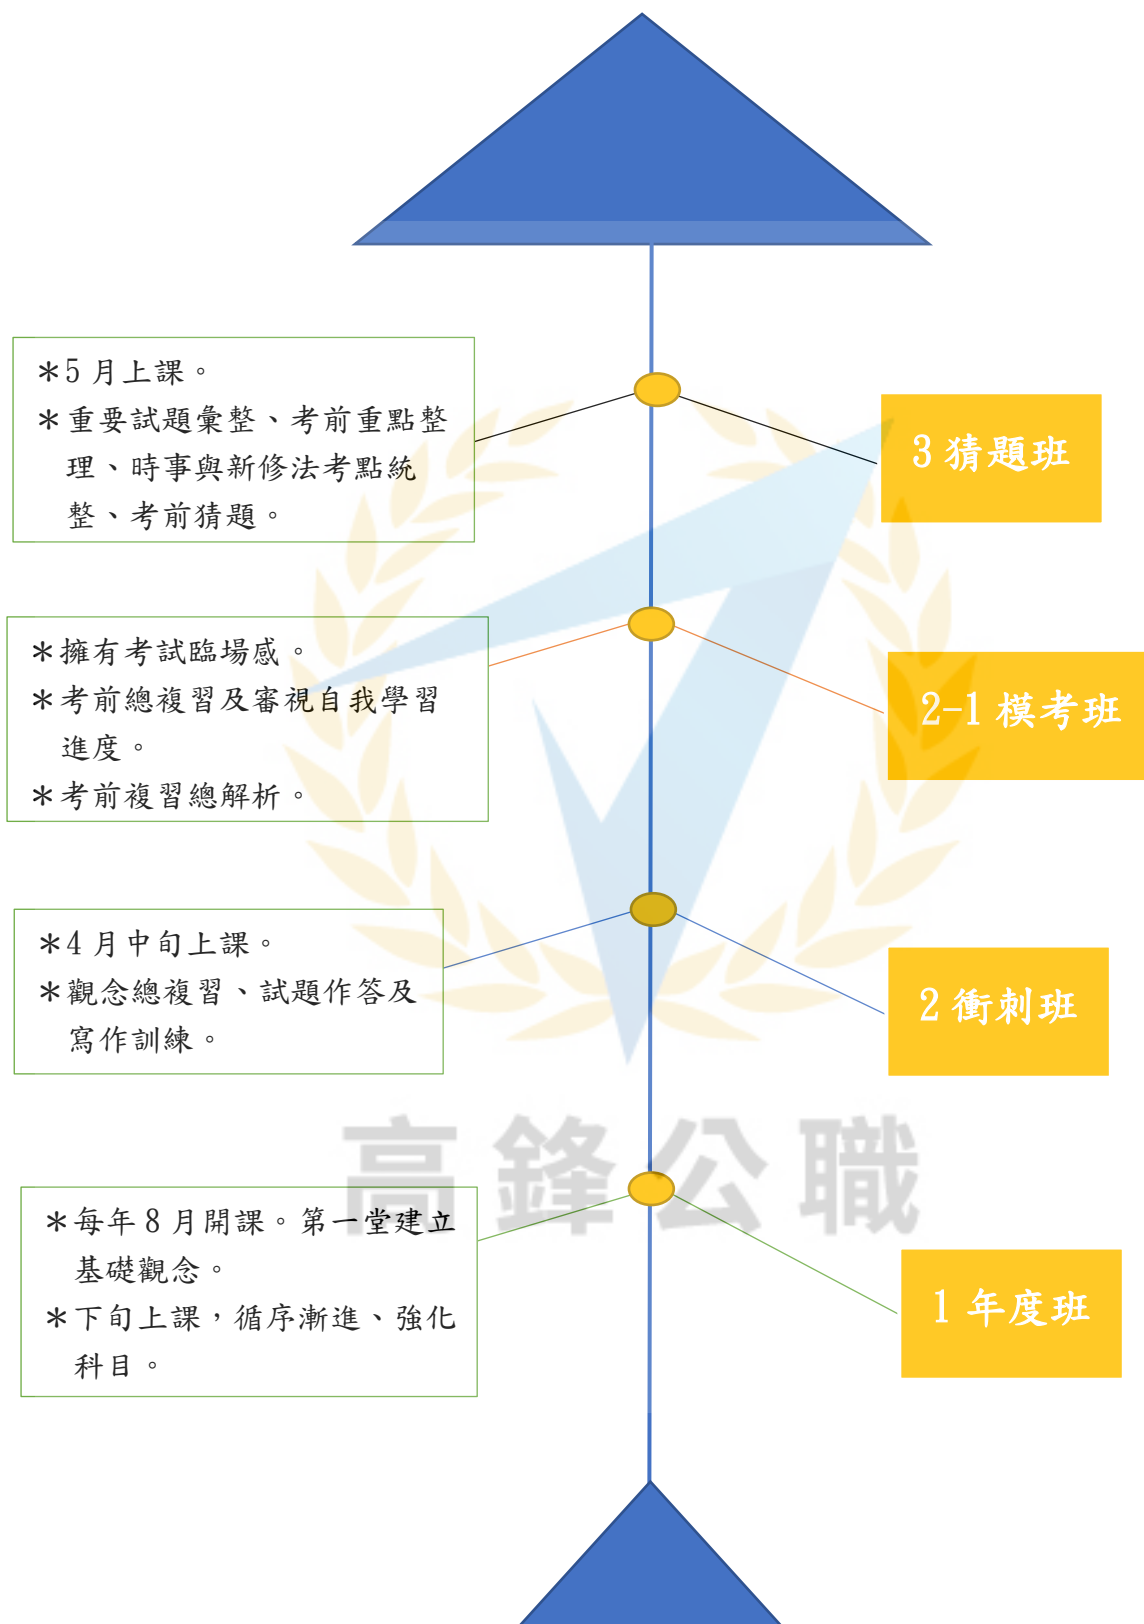 ＊5 月上課。
＊重要試題彙整、考前重點整
理、時事與新修法考點統
整、考前猜題。
3 猜題班
＊擁有考試臨場感。
＊考前總複習及審視自我學習
進度。
＊考前複習總解析。
2-1 模考班
＊4 月中旬上課。
＊觀念總複習、試題作答及
寫作訓練。
2 衝刺班
高鋒公職
＊每年 8 月開課。第一堂建立
基礎觀念。
＊下旬上課，循序漸進、強化
科目。
1 年度班